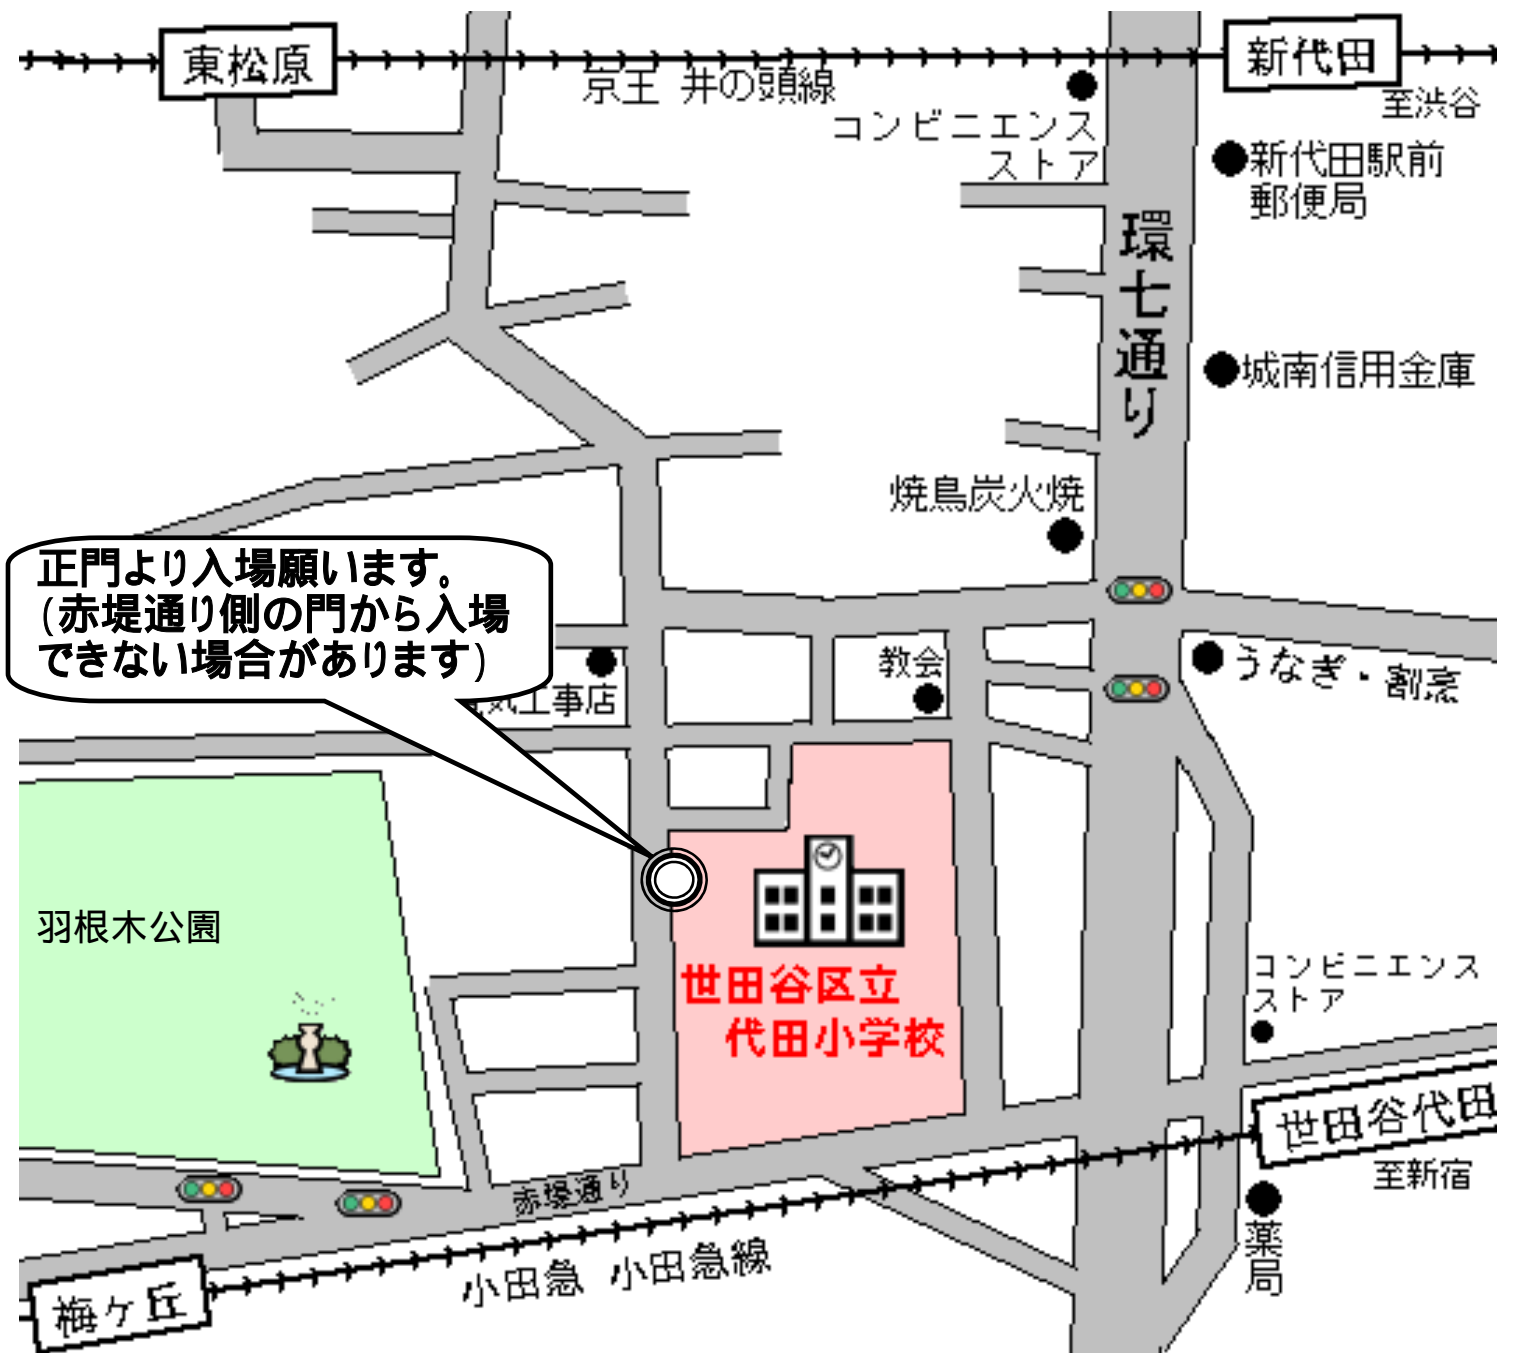 東松原
京王 井の頭線
新代田
至渋谷
コンビニエンス
ストア
新代田駅前
郵便局
環七通り
城南信用金庫
焼鳥炭火焼
正門より入場願います。
(赤堤通り側の門から入場
できない場合があります)
気工事店
教会
うなぎ・割烹
羽根木公園
世田谷区立
代田小学校
コンビニエンス
ストア
世田谷代田
至新宿
赤堤通り
薬局
小田急 小田急線
梅ヶ丘